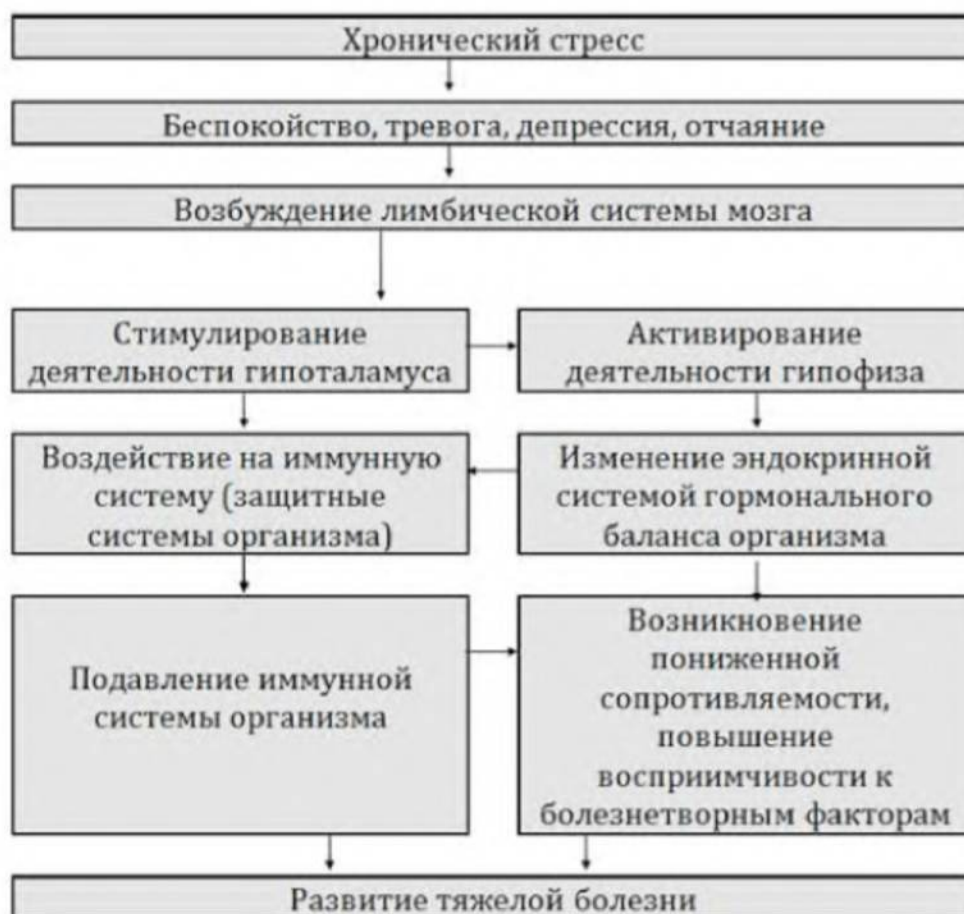 Хронический стресс
Беспокойство, тревога, депрессия, отчаяние
Возбуждение лимбической системы мозга
Стимулирование
деятельности гипоталамуса
Активирование
деятельности гипофиза
Воздействие на иммунную
систему (защитные
системы организма)
Изменение эндокринной
системой гормонального
баланса организма
Подавление иммунной
системы организма
Возникновение
пониженной
сопротивляемости,
повышение
восприимчивости к
болезнетворным факторам
Развитие тяжелой болезни